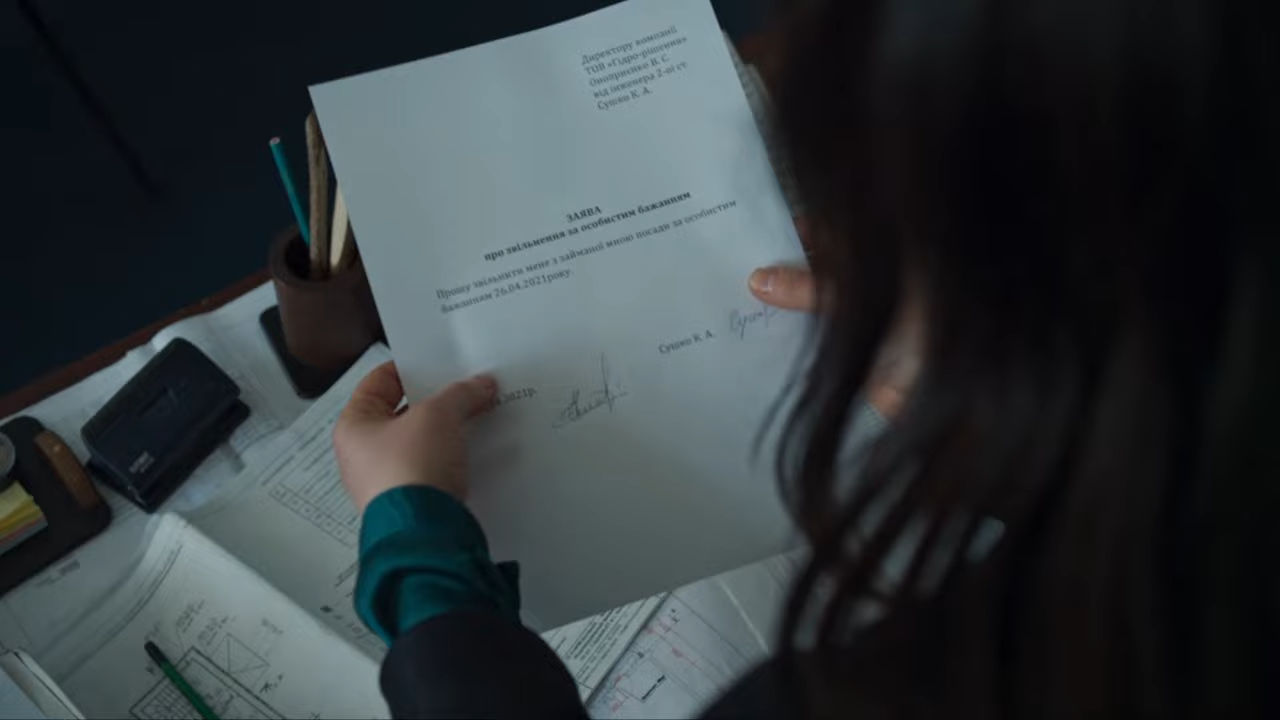 Директору компанії
ТОВ «Гідро-рішення»
Оноприєнко В. С.
від інженера 2-ої ст.
Сушко К. А.
ЗАЯВА
про звільнення за особистим бажанням
Прошу звільнити мене з займаної мною посади за особистим
бажанням 26.04.2021року.
Сушко К. А.
2021р.